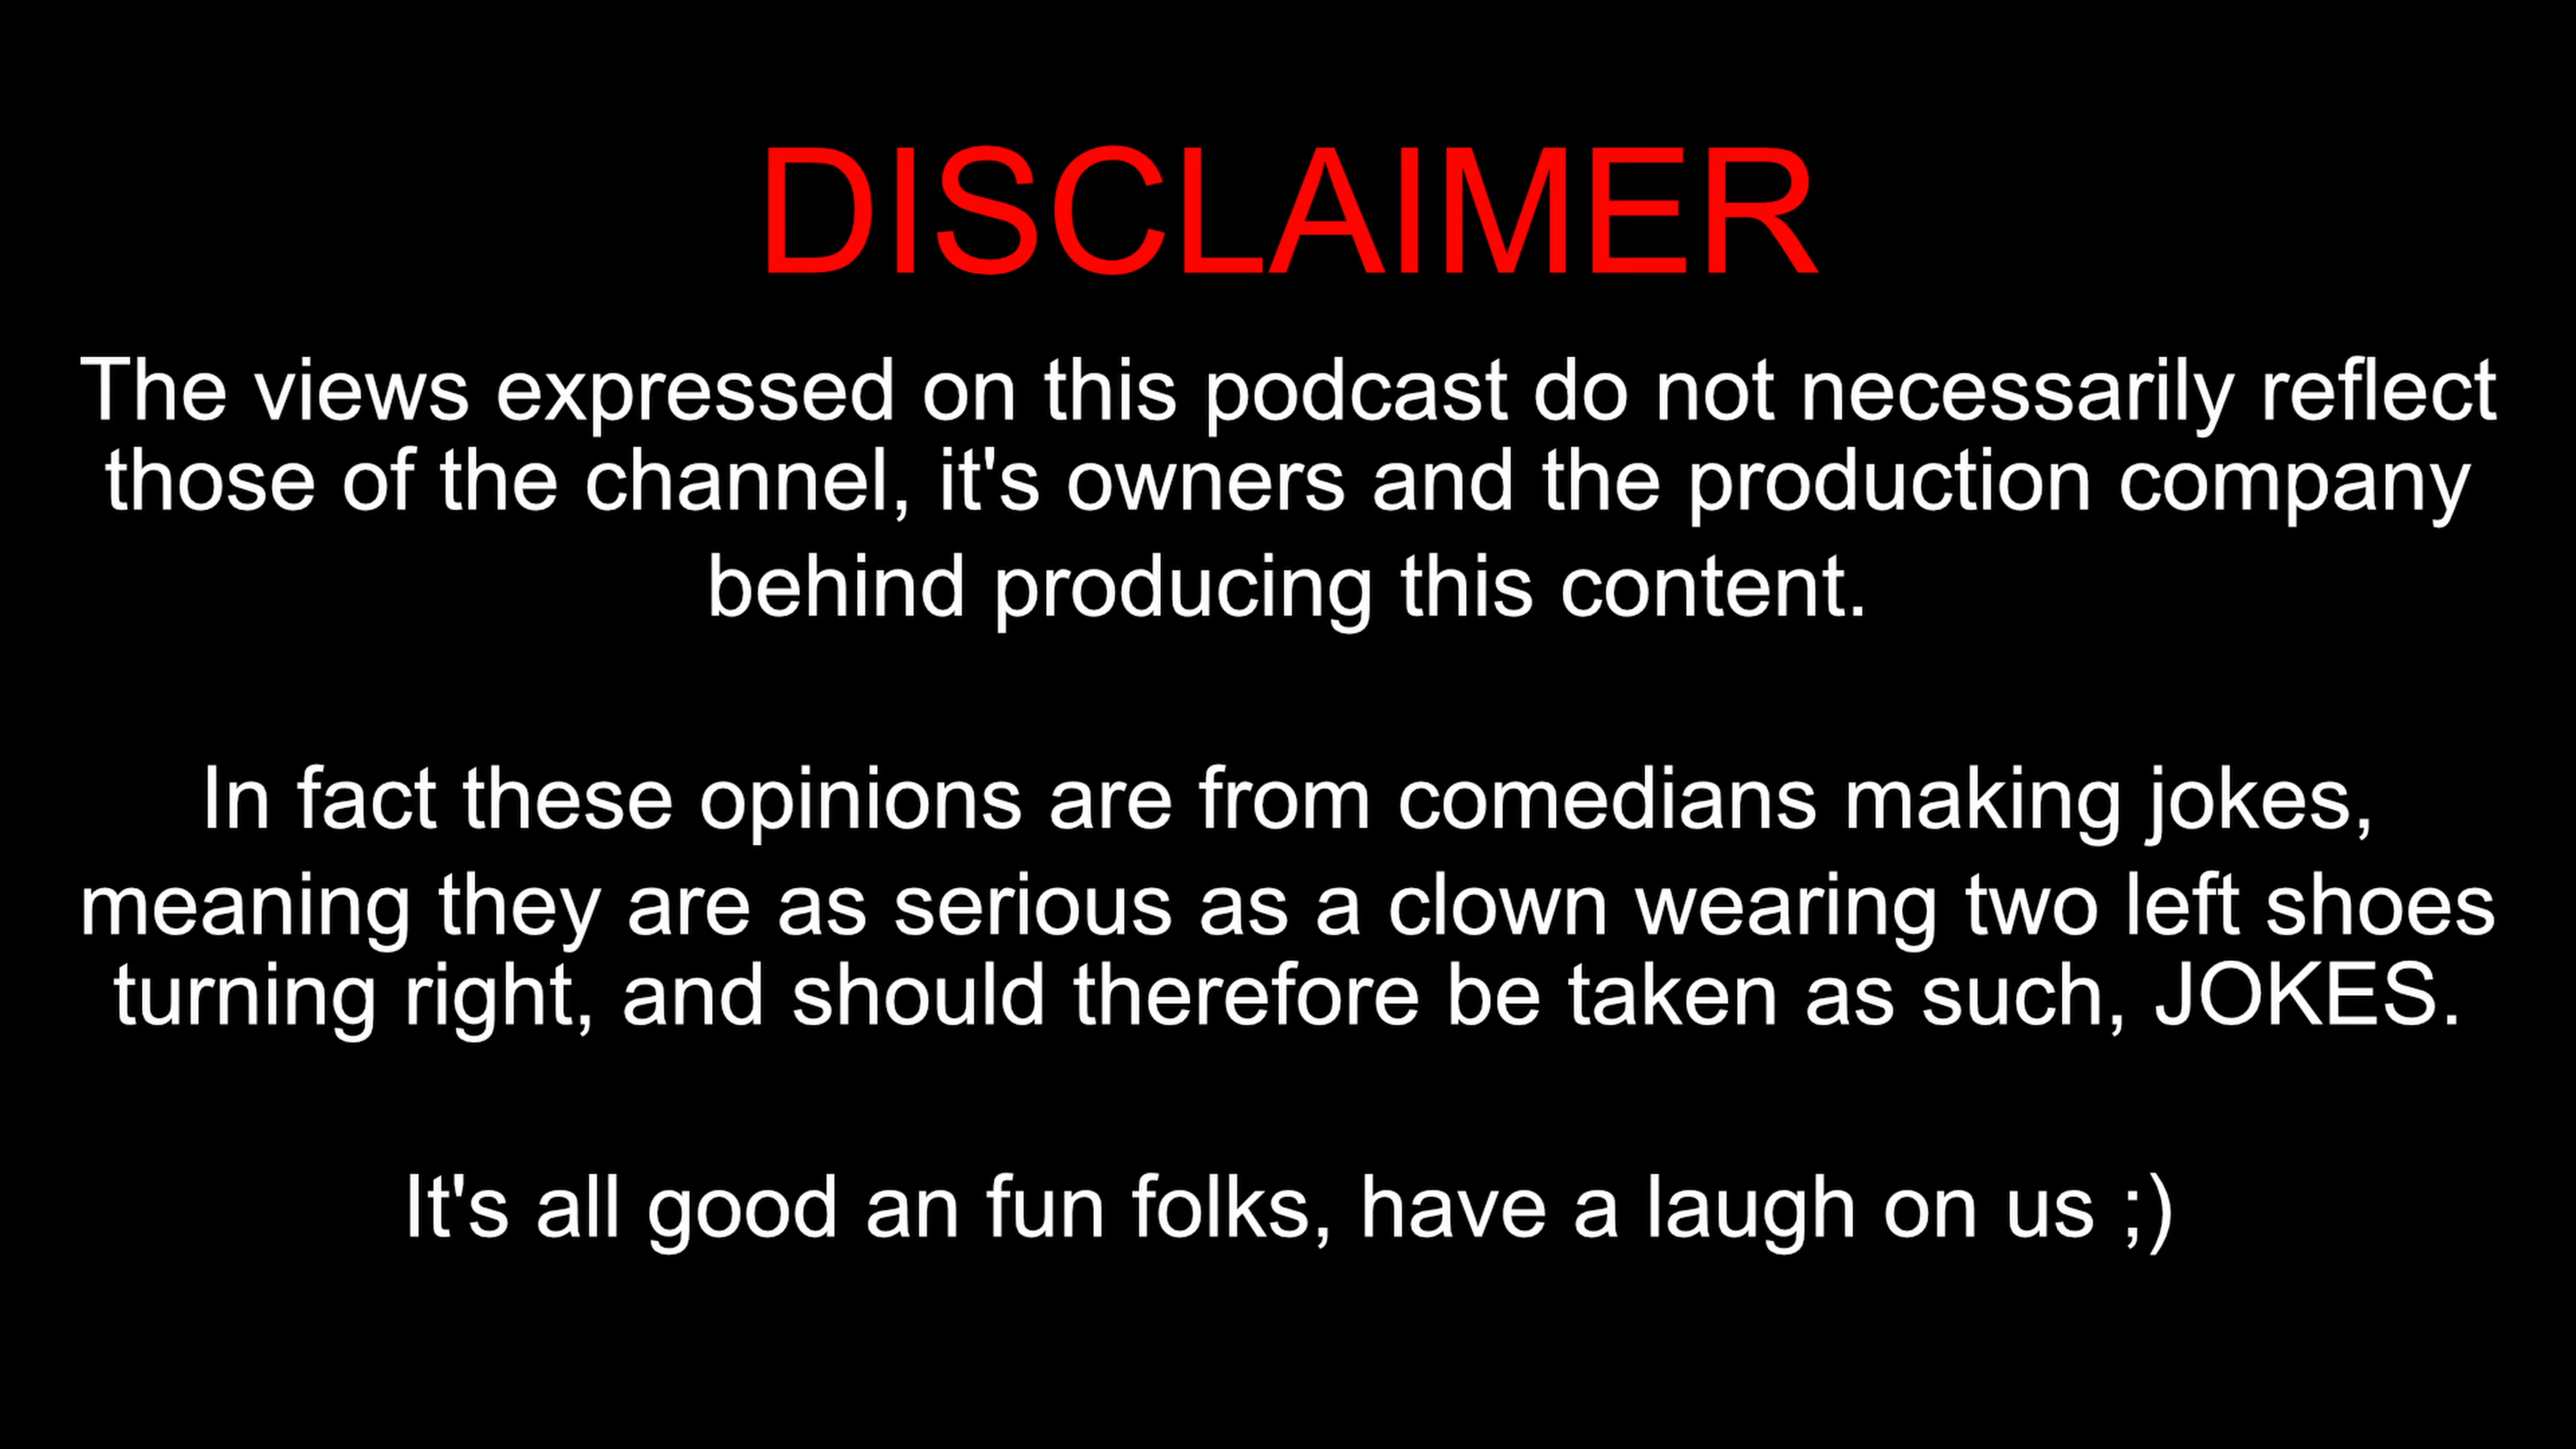 DISCLAIMER
The views expressed on this podcast do not necessarily reflect
those of the channel, it's owners and the production company
behind producing this content.
In fact these opinions are from comedians making jokes,
meaning they are as serious as a clown wearing two left shoes
turning right, and should therefore be taken as such, JOKES.
It's all good an fun folks, have a laugh on us ;)